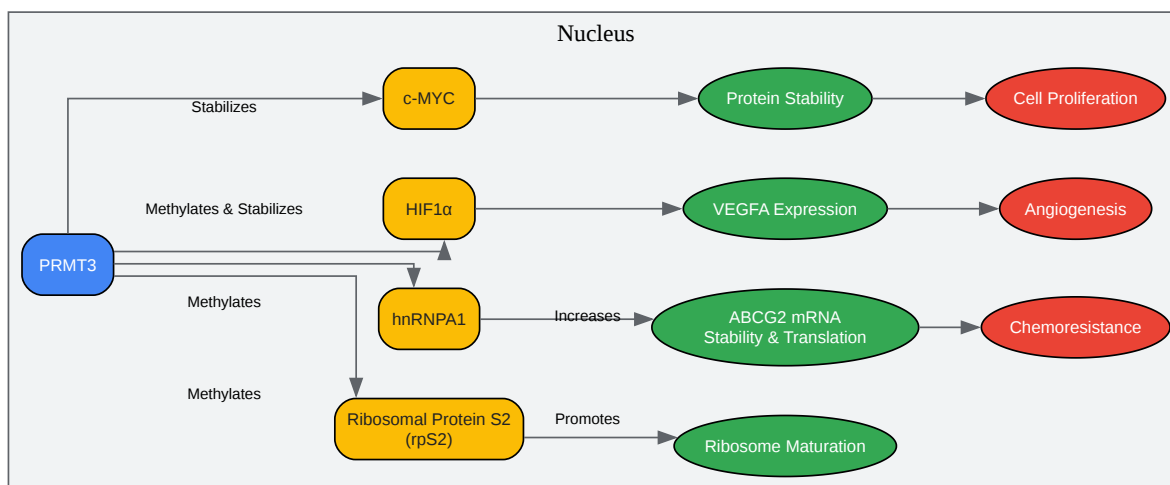 Nucleus
c-MYC
Protein Stability
Cell Proliferation
Stabilizes
HIF1α
VEGFA Expression
Angiogenesis
Methylates & Stabilizes
PRMT3
Methylates
hnRNPA1
Increases
ABCG2 mRNA
Stability & Translation
Chemoresistance
Methylates
Ribosomal Protein S2
(rpS2)
Promotes
Ribosome Maturation